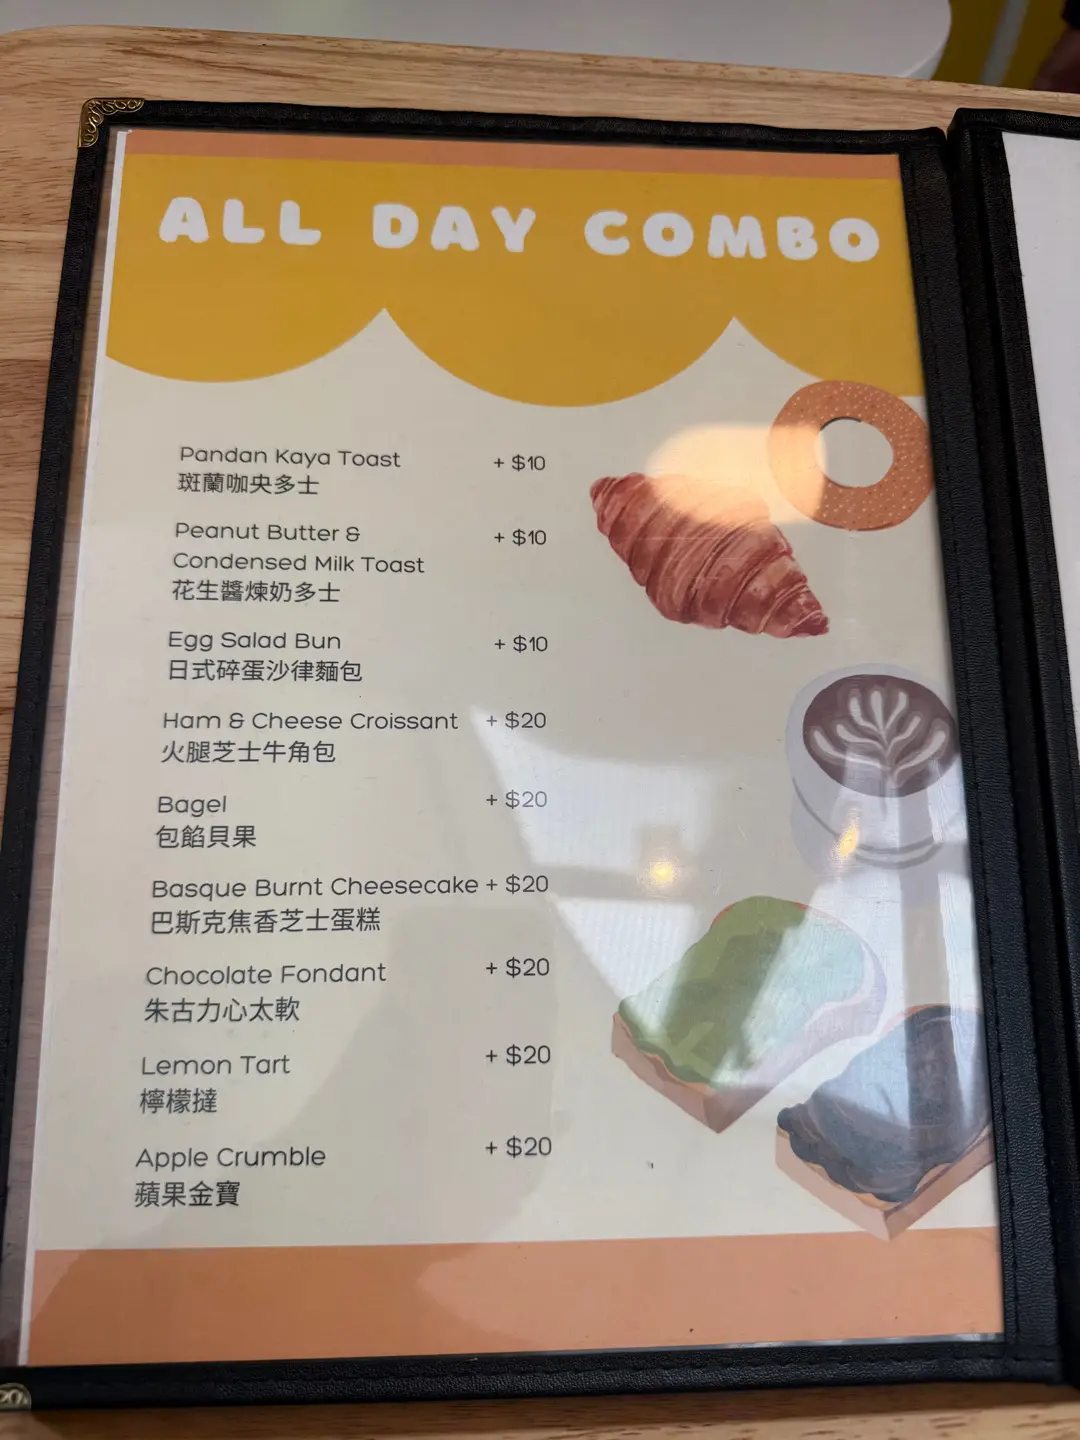 ALL DAY COMBO
Pandan Kaya Toast + $10
斑蘭咖央多士
Peanut Butter & + $10
Condensed Milk Toast
花生醬煉奶多士
Egg Salad Bun + $10
日式碎蛋沙律麵包
Ham & Cheese Croissant + $20
火腿芝士牛角包
Bagel + $20
包餡貝果
Basque Burnt Cheesecake + $20
巴斯克焦香芝士蛋糕
Chocolate Fondant + $20
朱古力心太軟
Lemon Tart + $20
檸檬撻
Apple Crumble + $20
蘋果金寶